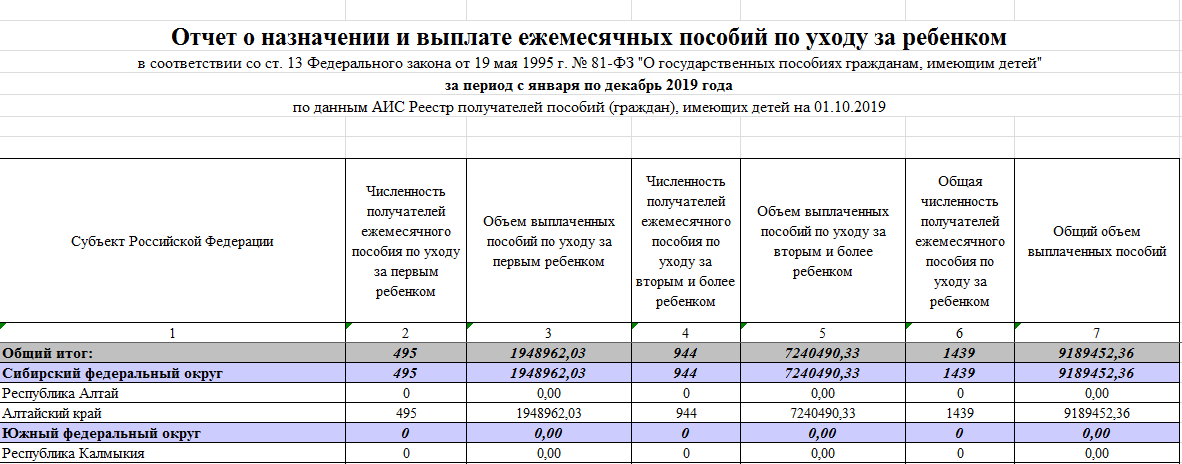 Отчет о назначении и выплате ежемесячных пособий по уходу за ребенком
в соответствии со ст. 13 Федерального закона от 19 мая 1995 г. № 81-ФЗ "О государственных пособиях гражданам, имеющим детей"
за период с января по декабрь 2019 года
по данным АИС Реестр получателей пособий (граждан), имеющих детей на 01.10.2019
Субъект Российской Федерации
Численность
получателей
ежемесячного
пособия по уходу
за первым
ребенком
Объем выплаченных
пособий по уходу за
первым ребенком
Численность
получателей
ежемесячного
пособия по
уходу за
вторым и более
ребенком
Объем выплаченных
пособий по уходу за
вторым и более
ребенком
Общая
численность
получателей
ежемесячного
пособия по
уходу за
ребенком
Общий объем
выплаченных пособий
1 2 3 4 5 6 7
Общий итог: 495 1948962,03 944 7240490,33 1439 9189452,36
Сибирский федеральный округ 495 1948962,03 944 7240490,33 1439 9189452,36
Республика Алтай 0 0,00 0 0,00 0 0,00
Алтайский край 495 1948962,03 944 7240490,33 1439 9189452,36
Южный федеральный округ 0 0,00 0 0,00 0 0,00
Республика Калмыкия 0 0,00 0 0,00 0 0,00